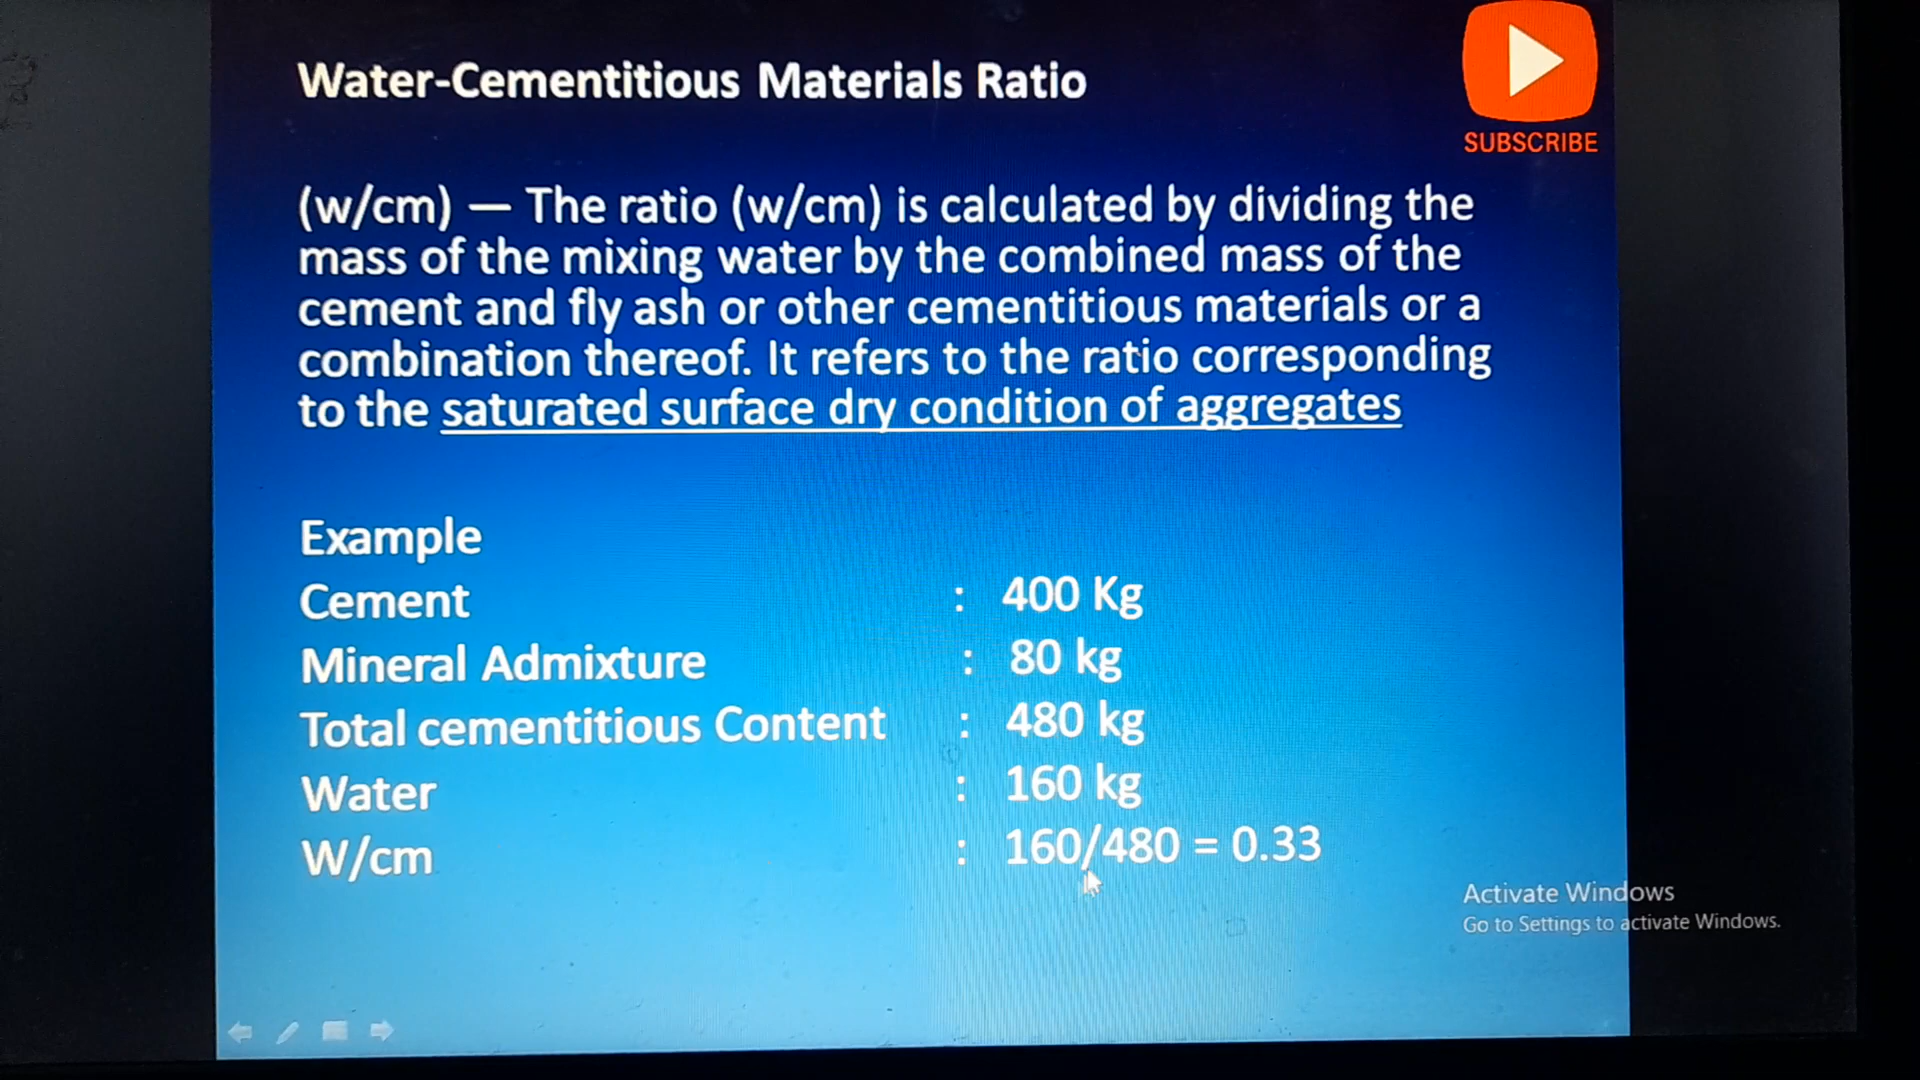 Water-Cementitious Materials Ratio
SUBSCRIBE
(w/cm) — The ratio (w/cm) is calculated by dividing the
mass of the mixing water by the combined mass of the
cement and fly ash or other cementitious materials or a
combination thereof. It refers to the ratio corresponding
to the saturated surface dry condition of aggregates
Example
Cement : 400 Kg
Mineral Admixture : 80 kg
Total cementitious Content : 480 kg
Water : 160 kg
W/cm : 160/480 = 0.33
Activate Windows
Go to Settings to activate Windows.